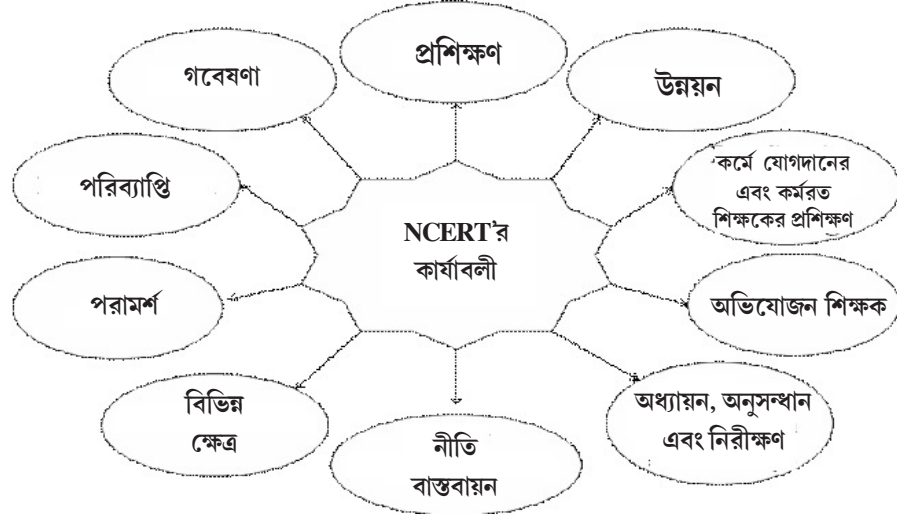 প্রশিক্ষণ
গবেষণা
উন্নয়ন
পরিব্যাপ্তি
কর্মে যোগদানের
এবং কর্মরত
শিক্ষকের প্রশিক্ষণ
NCERT'র
কার্যাবলী
পরামর্শ
অভিযোজন শিক্ষক
বিভিন্ন
ক্ষেত্র
নীতি
বাস্তবায়ন
অধ্যায়ন, অনুসন্ধান
এবং নিরীক্ষণ